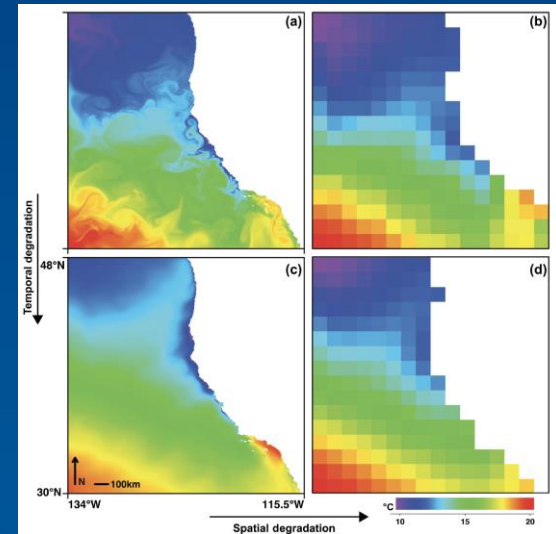 (a)
(b)
Temporal degradation
48°N
(c)
(d)
N
100km
30°N
134°W
115.5°W
°C
10
15
20
Spatial degradation